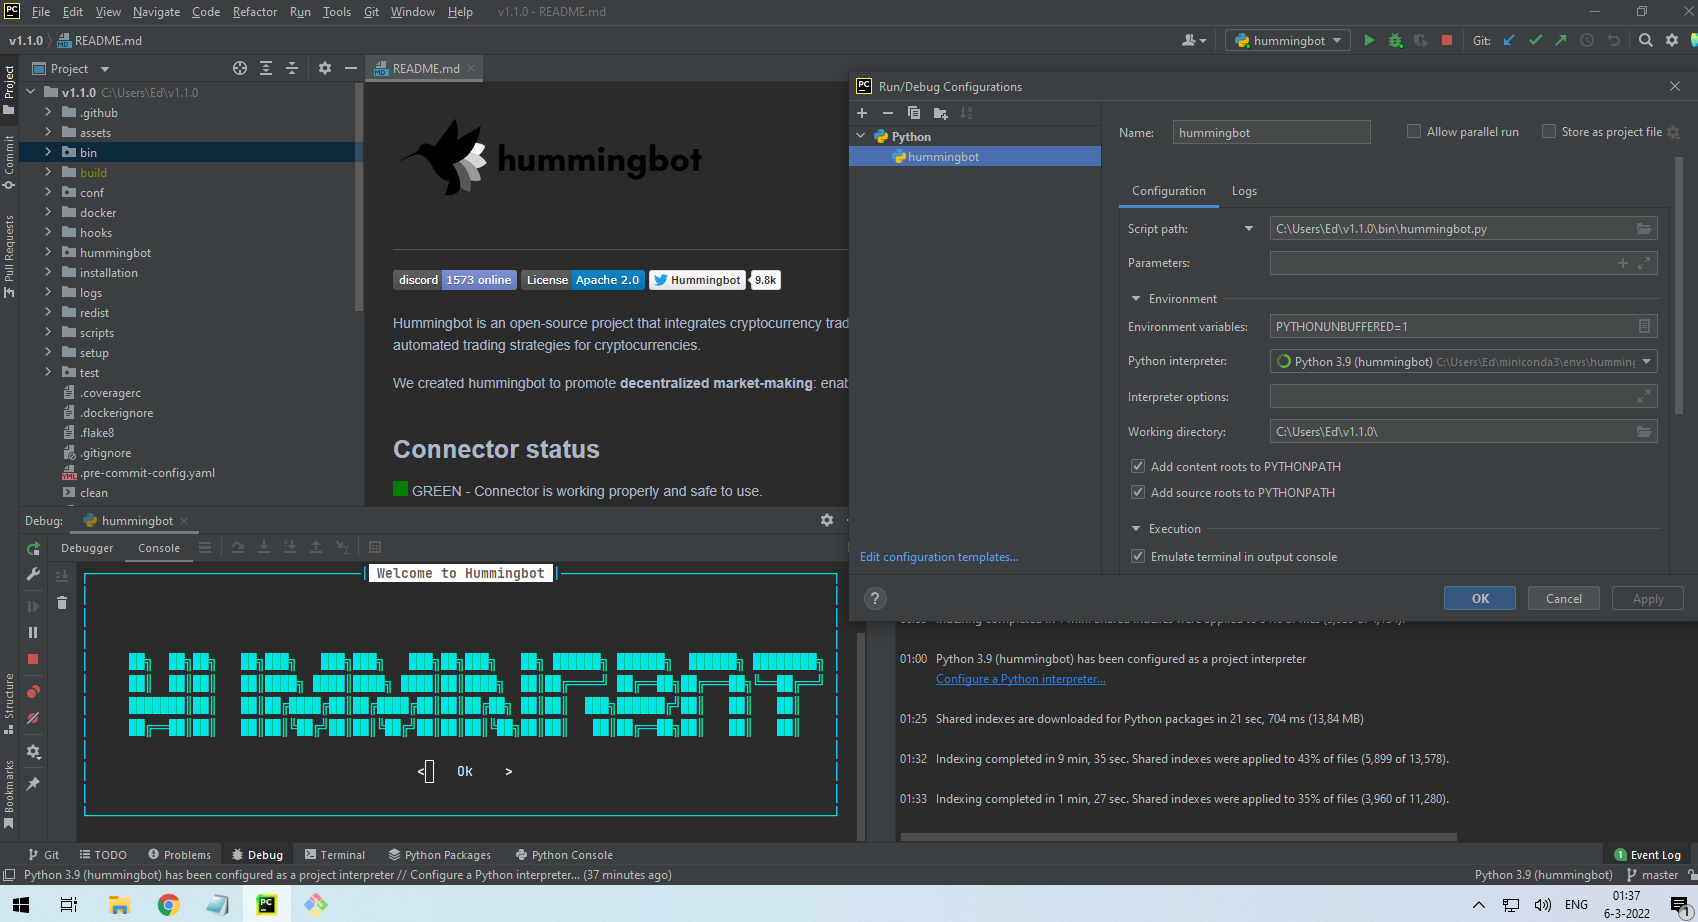 File Edit View Navigate Code Refactor Run Tools Git Window Help v1.1.0 - README.md
v1.1.0 README.md
hummingbot Git:
Project
README.md
v1.1.0 C:\Users\Ed\v1.1.0
.github
assets
bin
build
conf
docker
hooks
hummingbot
installation
logs
redist
scripts
setup
test
.coveragerc
.dockerignore
.flake8
.gitignore
.pre-commit-config.yaml
clean
Project
Commit
Pull Requests
Structure
Bookmarks
hummingbot
discord 1573 online License Apache 2.0 Hummingbot 9.8k
Hummingbot is an open-source project that integrates cryptocurrency trad
automated trading strategies for cryptocurrencies.
We created hummingbot to promote decentralized market-making: enab
Connector status
GREEN - Connector is working properly and safe to use.
Run/Debug Configurations
Python
hummingbot
Edit configuration templates...
Name: hummingbot Allow parallel run Store as project file
Configuration Logs
Script path: C:\Users\Ed\v1.1.0\bin\hummingbot.py
Parameters:
Environment
Environment variables: PYTHONUNBUFFERED=1
Python interpreter: Python 3.9 (hummingbot) C:\Users\Ed\miniconda3\envs\humming
Interpreter options:
Working directory: C:\Users\Ed\v1.1.0\
Add content roots to PYTHONPATH
Add source roots to PYTHONPATH
Execution
Emulate terminal in output console
? OK Cancel Apply
Debug: hummingbot
Debugger Console
Welcome to Hummingbot
< Ok >
01:00 Python 3.9 (hummingbot) has been configured as a project interpreter
Configure a Python interpreter...
01:25 Shared indexes are downloaded for Python packages in 21 sec, 704 ms (13,84 MB)
01:32 Indexing completed in 9 min, 35 sec. Shared indexes were applied to 43% of files (5,899 of 13,578).
01:33 Indexing completed in 1 min, 27 sec. Shared indexes were applied to 35% of files (3,960 of 11,280).
Git TODO Problems Debug Terminal Python Packages Python Console 1 Event Log
Python 3.9 (hummingbot) has been configured as a project interpreter // Configure a Python interpreter... (37 minutes ago) Python 3.9 (hummingbot) master
ENG 01:37
6-3-2022 1